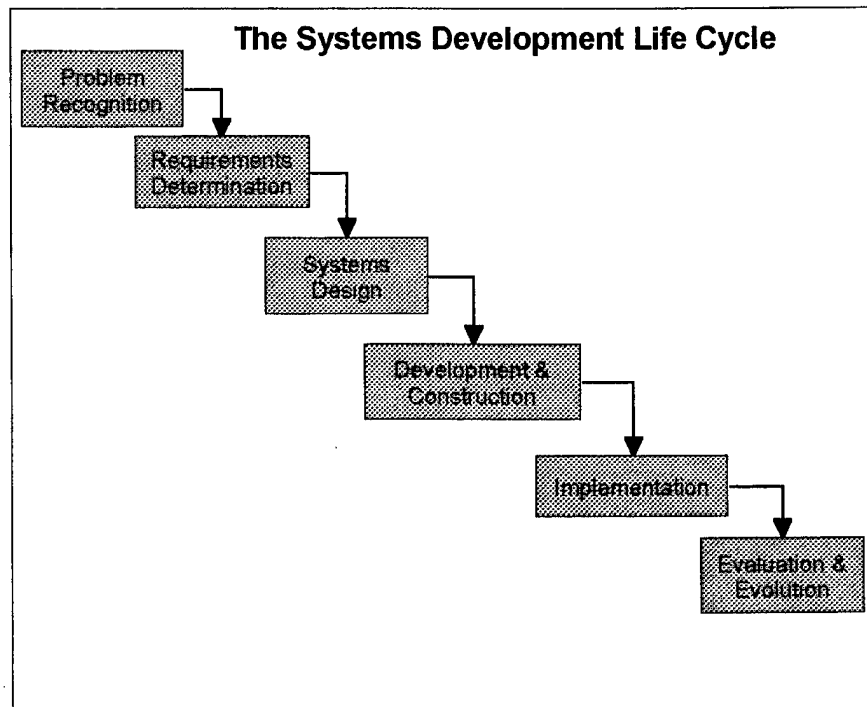 The Systems Development Life Cycle
Problem
Recognition
Requirements
Determination
Systems
Design
Development &
Construction
Implementation
Evaluation &
Evolution